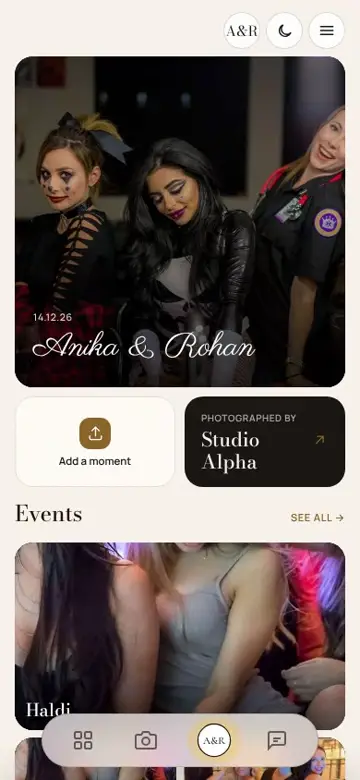 A&R
14.12.26
Anika & Rohan
Add a moment
PHOTOGRAPHED BY
Studio
Alpha
Events
SEE ALL →
Haldi
A&R